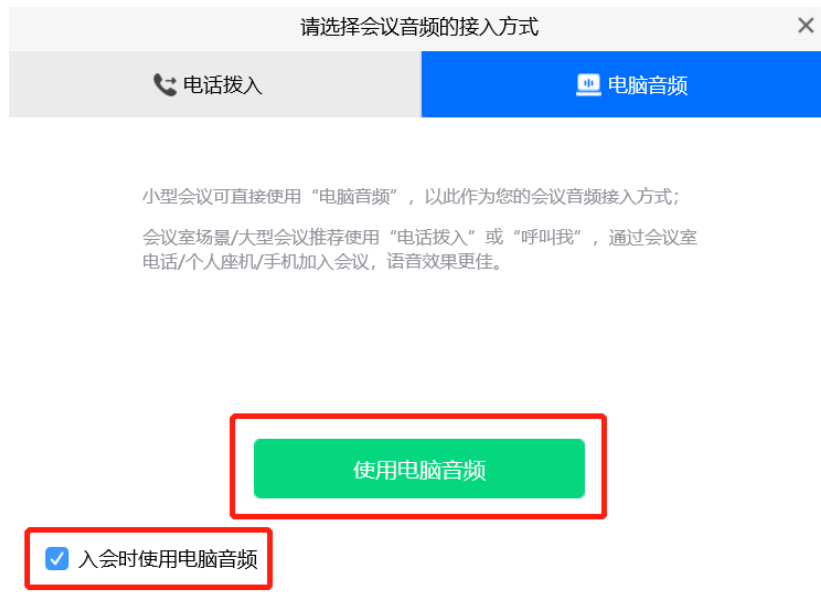 请选择会议音频的接入方式
电话拨入
电脑音频
小型会议可直接使用“电脑音频”，以此作为您的会议音频接入方式；
会议室场景/大型会议推荐使用“电话拨入”或“呼叫我”，通过会议室
电话/个人座机/手机加入会议，语音效果更佳。
使用电脑音频
入会时使用电脑音频